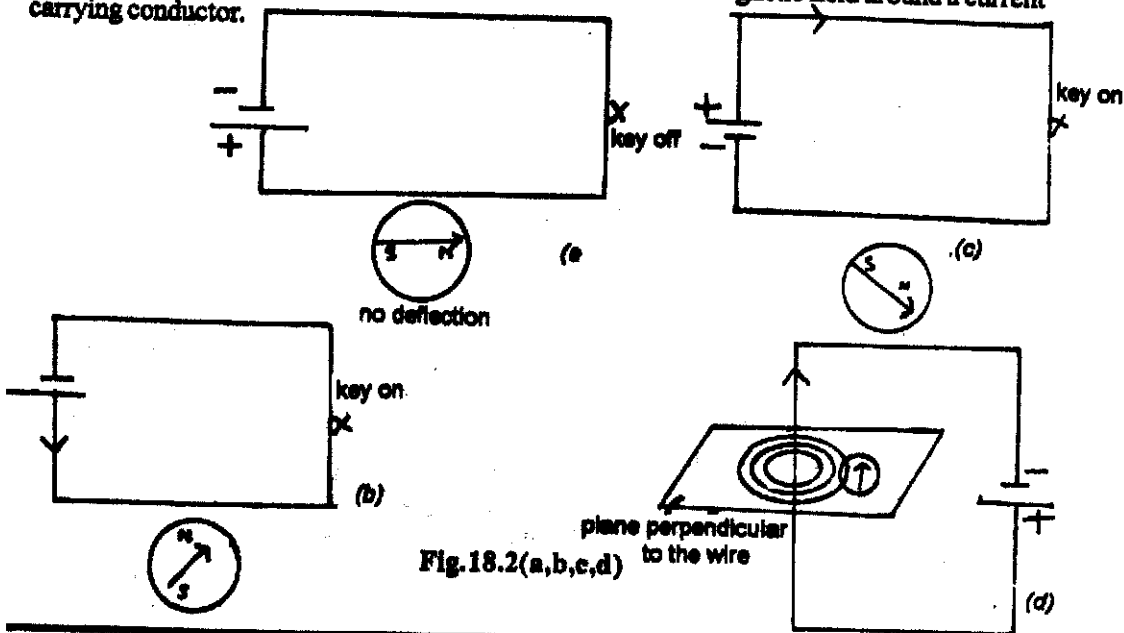 carrying conductor.
field around a current
−
+
key off
S N
(a
no deflection
+
−
key on
.(c)
S N
key on
(b)
N
S
plane perpendicular
to the wire
−
+
(d)
Fig.18.2(a,b,c,d)